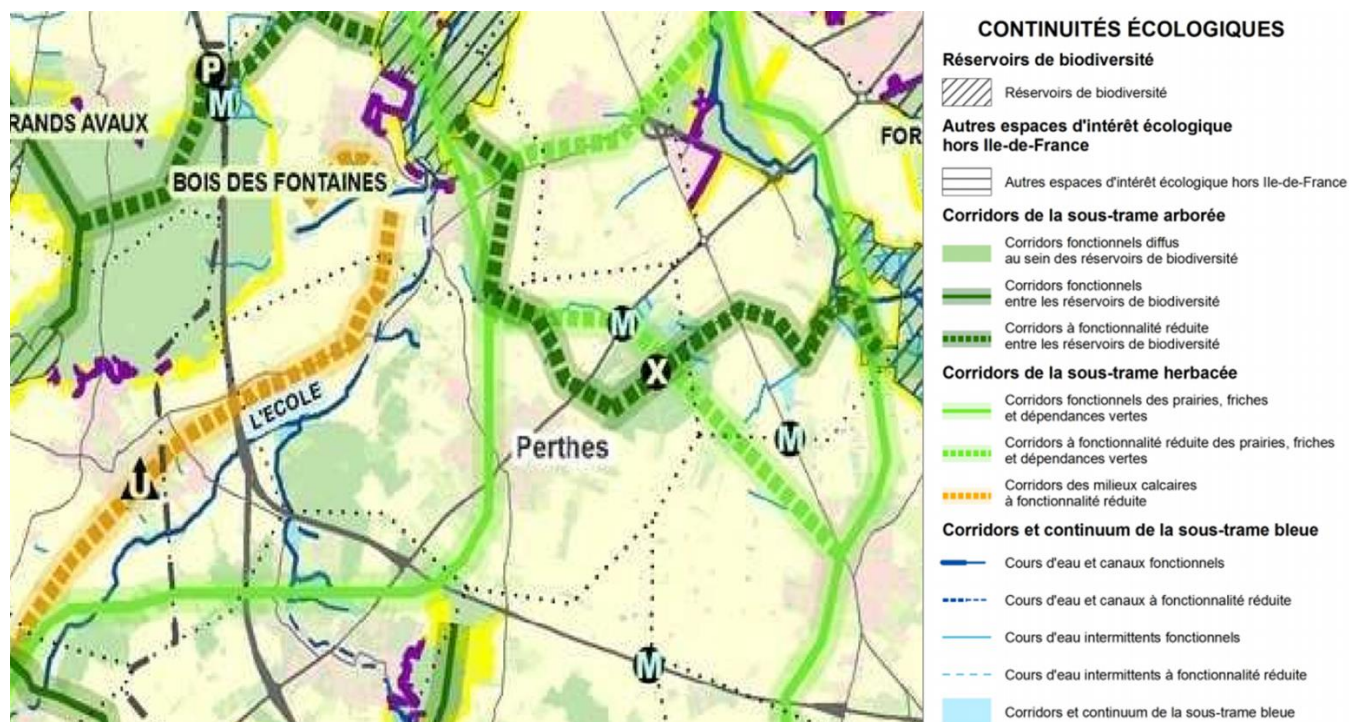 P
M
RANDS AVAUX
BOIS DES FONTAINES
FOR
M
X
L'ECOLE
Perthes
M
U
M
CONTINUITÉS ÉCOLOGIQUES
Réservoirs de biodiversité
Réservoirs de biodiversité
Autres espaces d'intérêt écologique
hors Ile-de-France
Autres espaces d'intérêt écologique hors Ile-de-France
Corridors de la sous-trame arborée
Corridors fonctionnels diffus
au sein des réservoirs de biodiversité
Corridors fonctionnels
entre les réservoirs de biodiversité
Corridors à fonctionnalité réduite
entre les réservoirs de biodiversité
Corridors de la sous-trame herbacée
Corridors fonctionnels des prairies, friches
et dépendances vertes
Corridors à fonctionnalité réduite des prairies, friches
et dépendances vertes
Corridors des milieux calcaires
à fonctionnalité réduite
Corridors et continuum de la sous-trame bleue
Cours d'eau et canaux fonctionnels
Cours d'eau et canaux à fonctionnalité réduite
Cours d'eau intermittents fonctionnels
Cours d'eau intermittents à fonctionnalité réduite
Corridors et continuum de la sous-trame bleue